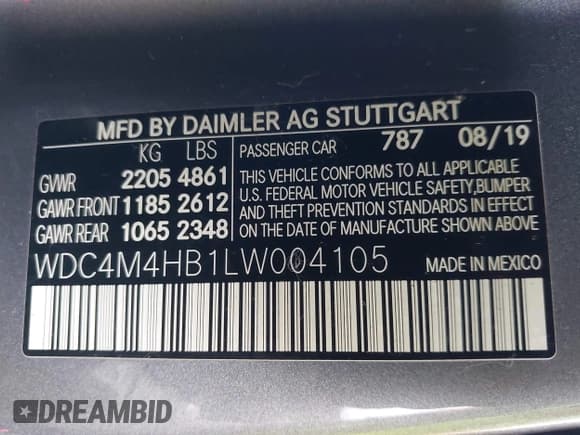 MFD BY DAIMLER AG STUTTGART
KG LBS PASSENGER CAR 787 08/19
GVWR 2205 4861
GAWR FRONT 1185 2612
GAWR REAR 1065 2348
THIS VEHICLE CONFORMS TO ALL APPLICABLE
U.S. FEDERAL MOTOR VEHICLE SAFETY, BUMPER
AND THEFT PREVENTION STANDARDS IN EFFECT
ON THE DATE OF MANUFACTURE SHOWN ABOVE.
WDC4M4HB1LW004105 MADE IN MEXICO
DREAMBID